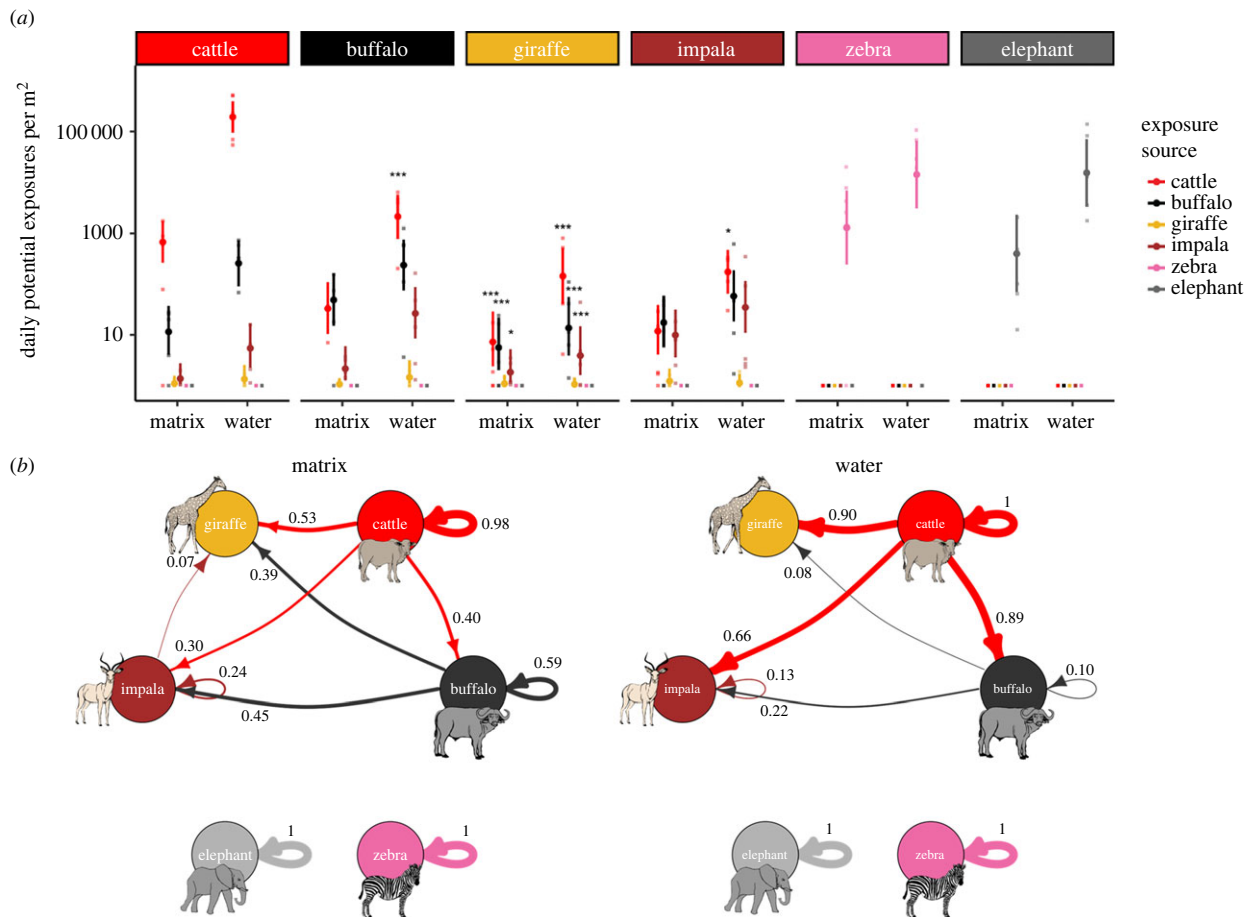 (a)
cattle buffalo giraffe impala zebra elephant
daily potential exposures per m2
100 000
1000
10
*** *** *** *** * *** *** *** *
matrix water matrix water matrix water matrix water matrix water matrix water
exposure
source
cattle
buffalo
giraffe
impala
zebra
elephant
(b)
matrix
giraffe
cattle
0.53
0.98
0.07
0.39
0.40
0.30
0.24
impala
0.59
buffalo
0.45
1
elephant
1
zebra
water
giraffe
cattle
0.90
1
0.08
0.89
0.66
0.13
impala
0.10
buffalo
0.22
1
elephant
1
zebra